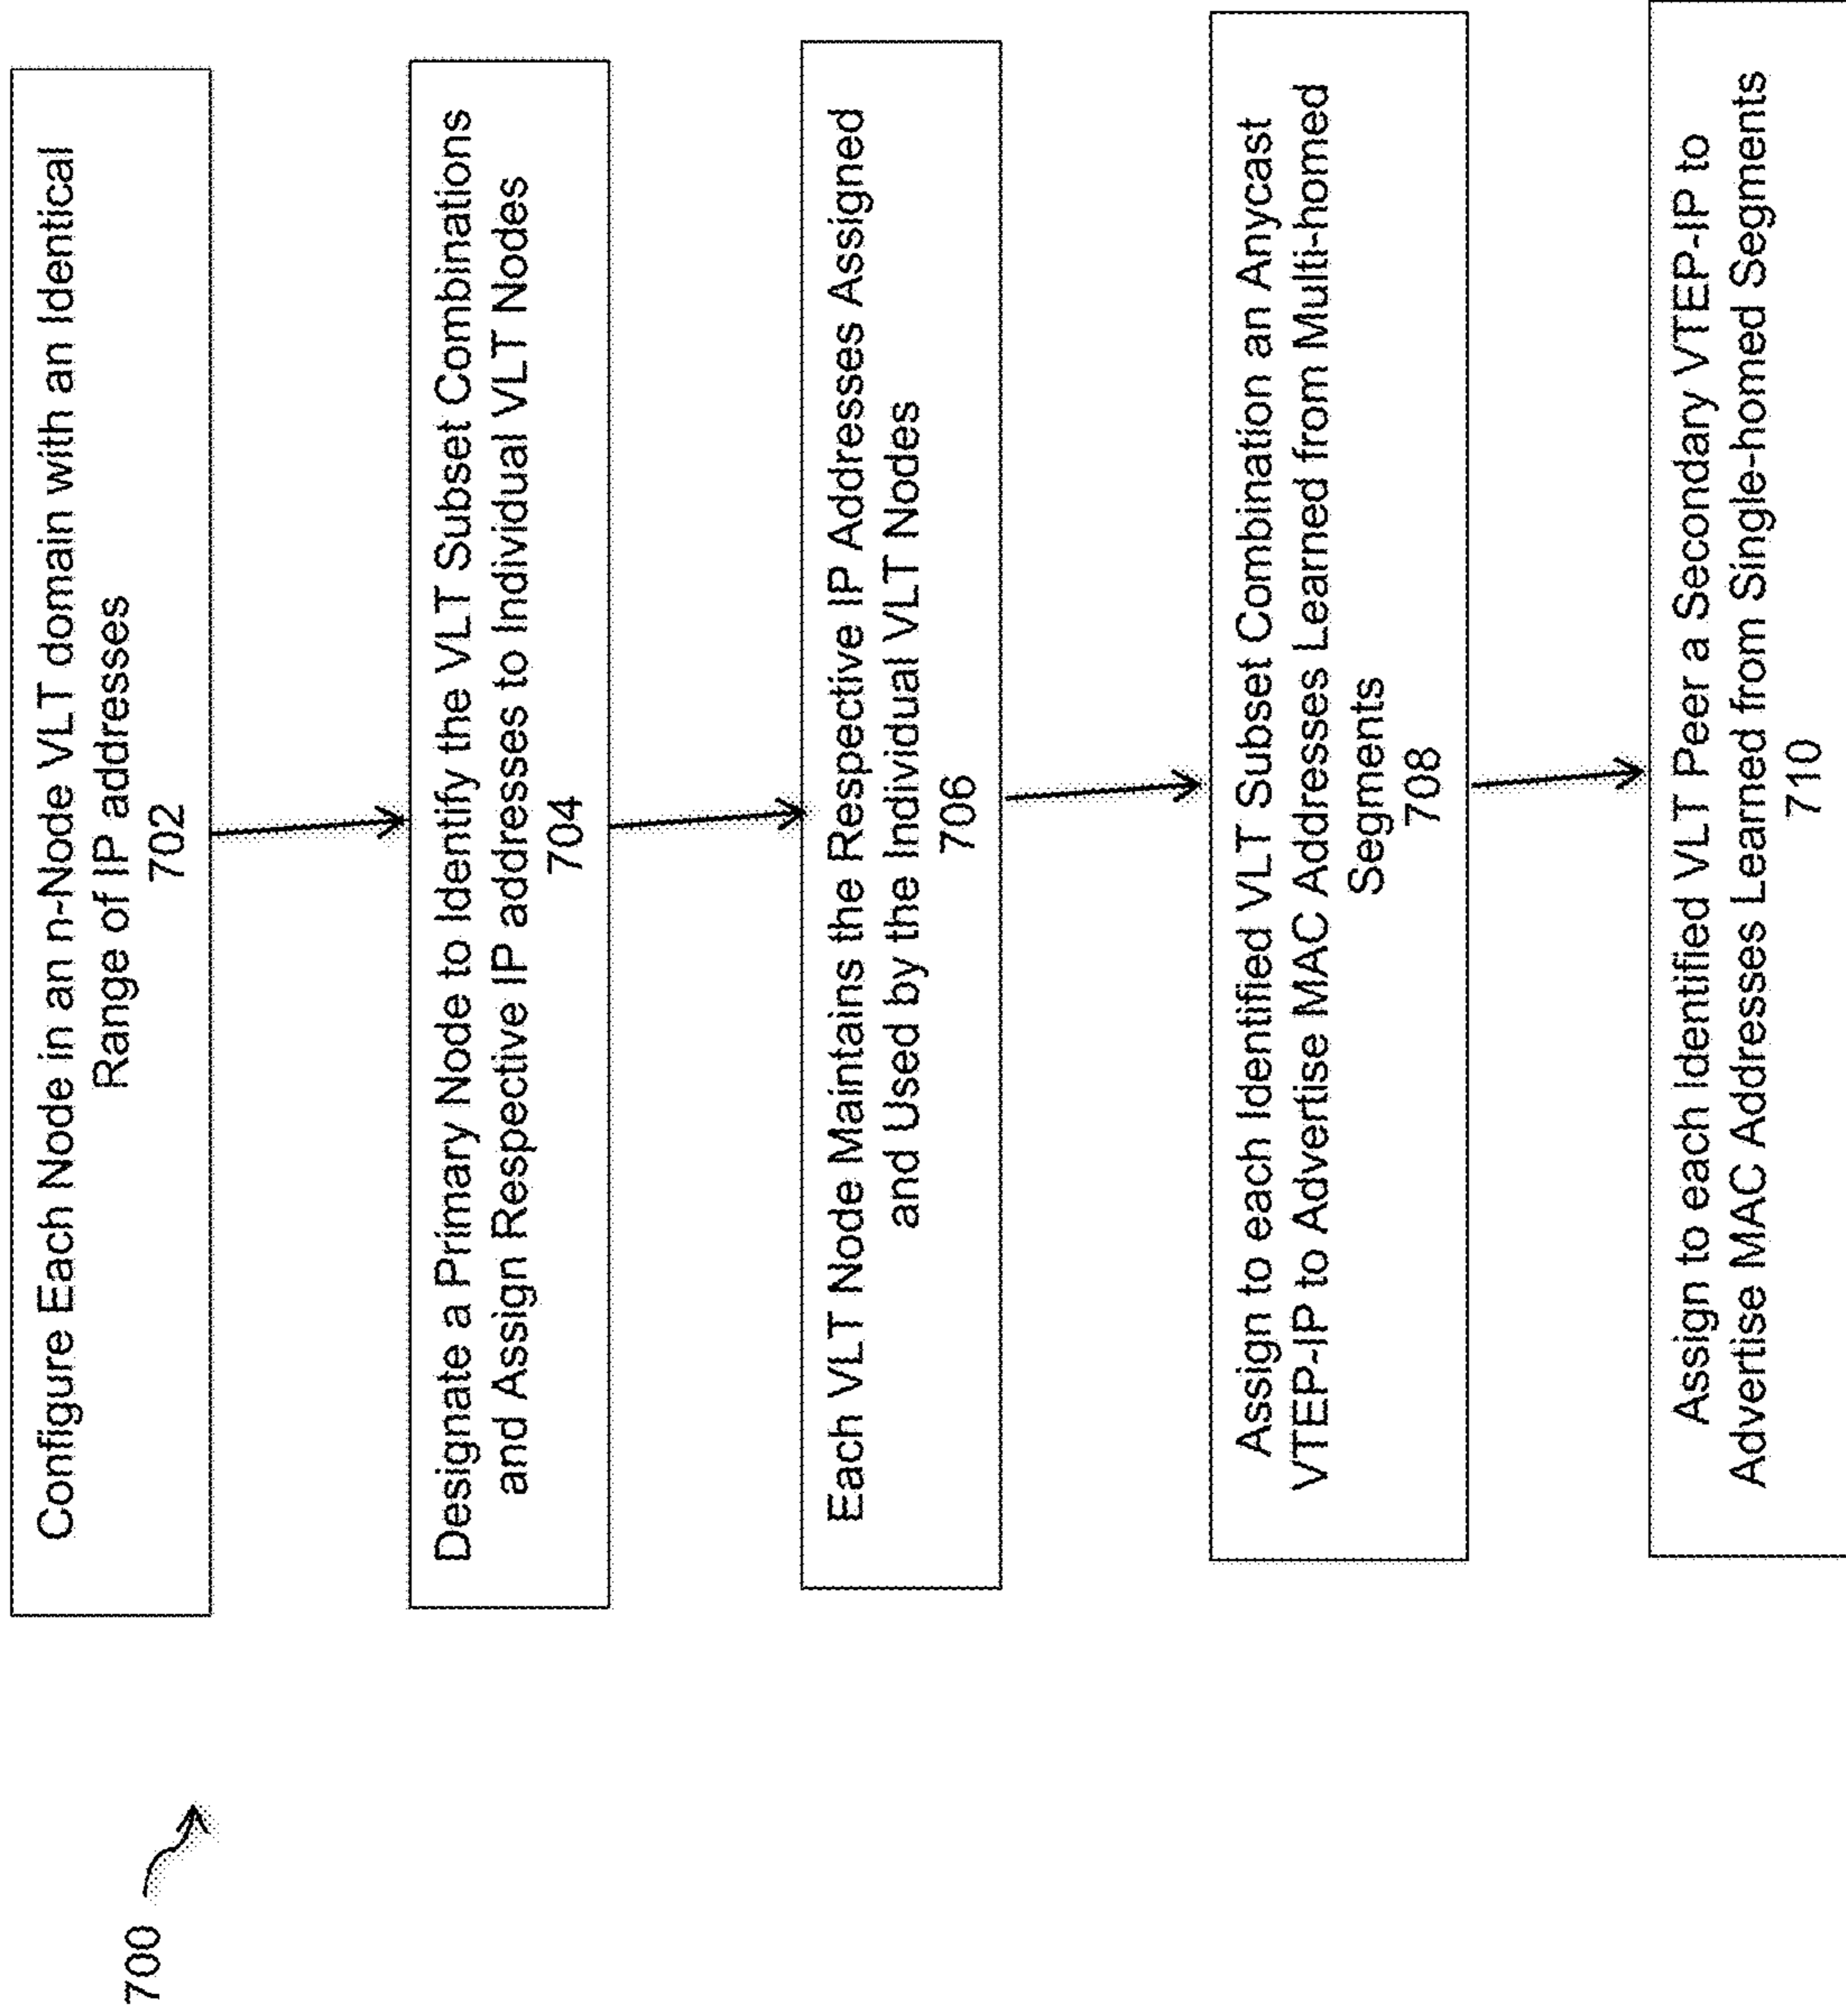 700
Configure Each Node in an n-Node VLT domain with an Identical
Range of IP addresses
702
Designate a Primary Node to Identify the VLT Subset Combinations
and Assign Respective IP addresses to Individual VLT Nodes
704
Each VLT Node Maintains the Respective IP Addresses Assigned
and Used by the Individual VLT Nodes
706
Assign to each Identified VLT Subset Combination an Anycast
VTEP-IP to Advertise MAC Addresses Learned from Multi-homed
Segments
708
Assign to each Identified VLT Peer a Secondary VTEP-IP to
Advertise MAC Addresses Learned from Single-homed Segments
710